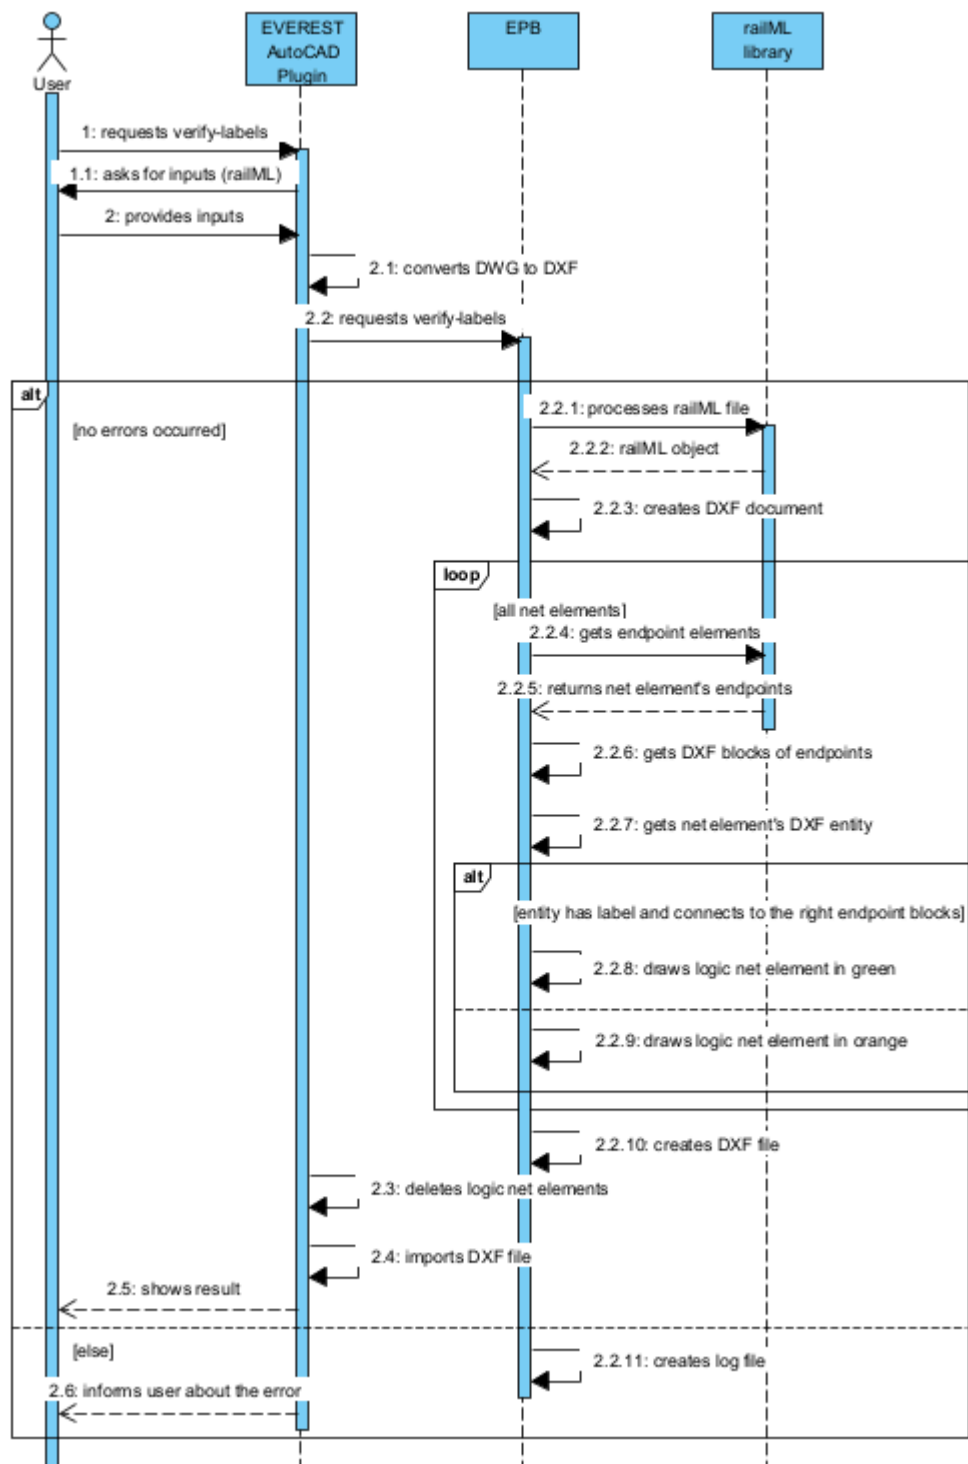 User
EVEREST
AutoCAD
Plugin
EPB
railML
library
1: requests verify-labels
1.1: asks for inputs (railML)
2: provides inputs
2.1: converts DWG to DXF
2.2: requests verify-labels
alt
[no errors occurred]
2.2.1: processes railML file
2.2.2: railML object
2.2.3: creates DXF document
loop
[all net elements]
2.2.4: gets endpoint elements
2.2.5: returns net element's endpoints
2.2.6: gets DXF blocks of endpoints
2.2.7: gets net element's DXF entity
alt
[entity has label and connects to the right endpoint blocks]
2.2.8: draws logic net element in green
2.2.9: draws logic net element in orange
2.2.10: creates DXF file
2.3: deletes logic net elements
2.4: imports DXF file
2.5: shows result
[else]
2.2.11: creates log file
2.6: informs user about the error